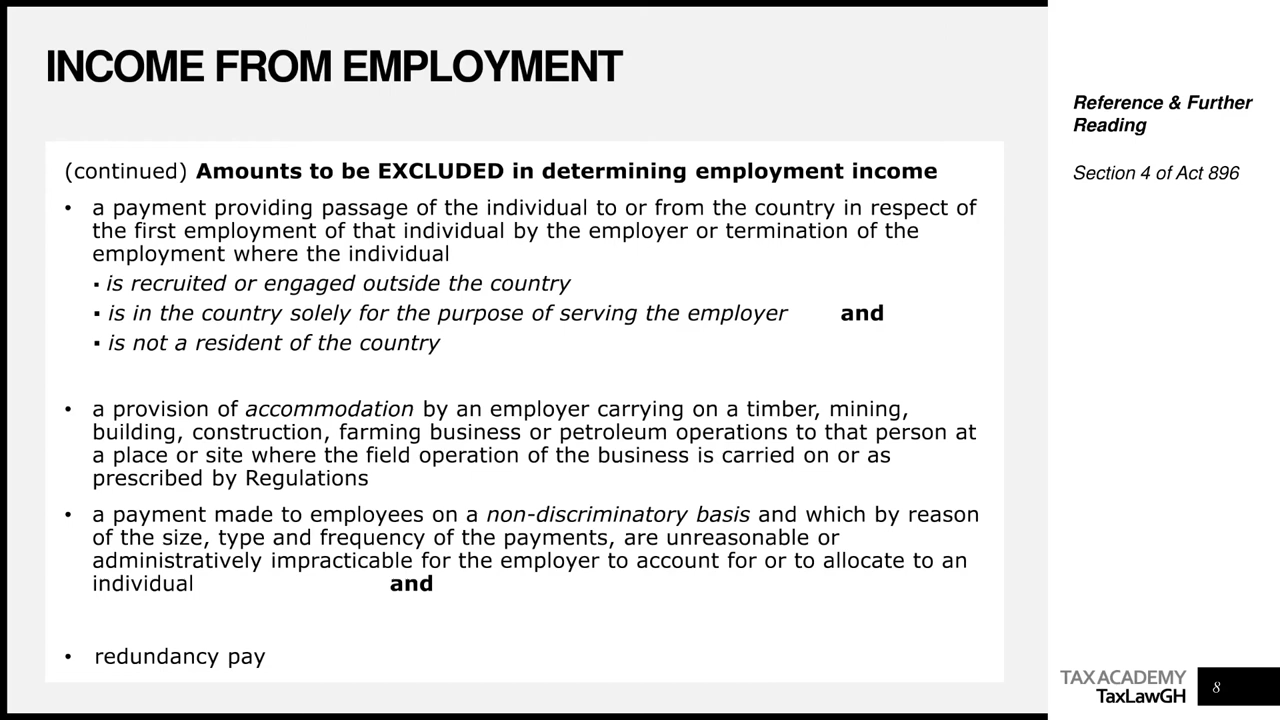 INCOME FROM EMPLOYMENT
(continued) Amounts to be EXCLUDED in determining employment income
• a payment providing passage of the individual to or from the country in respect of
the first employment of that individual by the employer or termination of the
employment where the individual
▪ is recruited or engaged outside the country
▪ is in the country solely for the purpose of serving the employer and
▪ is not a resident of the country
• a provision of accommodation by an employer carrying on a timber, mining,
building, construction, farming business or petroleum operations to that person at
a place or site where the field operation of the business is carried on or as
prescribed by Regulations
• a payment made to employees on a non-discriminatory basis and which by reason
of the size, type and frequency of the payments, are unreasonable or
administratively impracticable for the employer to account for or to allocate to an
individual and
• redundancy pay
Reference & Further
Reading
Section 4 of Act 896
TAX ACADEMY
TaxLawGH
8